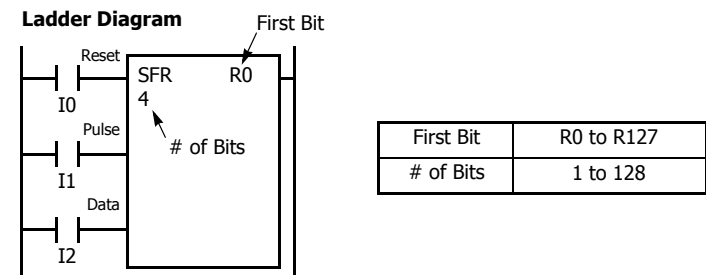 Ladder Diagram
First Bit
Reset
SFR R0
4
I0
Pulse
# of Bits
I1
Data
I2
First Bit R0 to R127
# of Bits 1 to 128